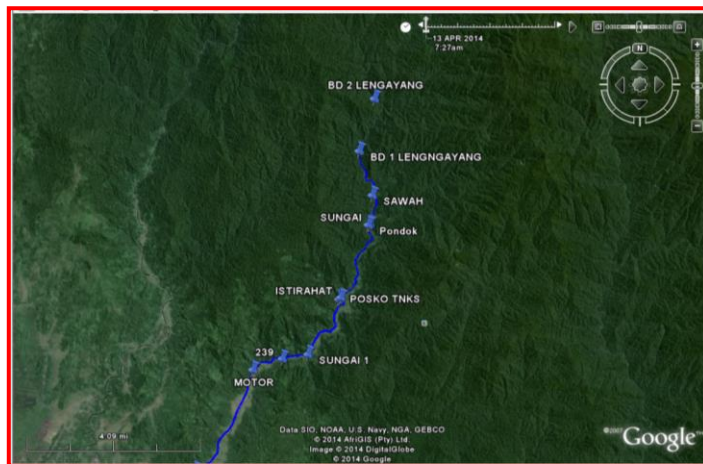 13 APR 2014
7:27am
N
BD 2 LENGAYANG
BD 1 LENGNGAYANG
SAWAH
SUNGAI
Pondok
ISTIRAHAT
POSKO TNKS
239
SUNGAI 1
MOTOR
4.09 mi
Data SIO, NOAA, U.S. Navy, NGA, GEBCO
© 2014 AfriGIS (Pty) Ltd.
Image © 2014 DigitalGlobe
© 2014 Google
Google